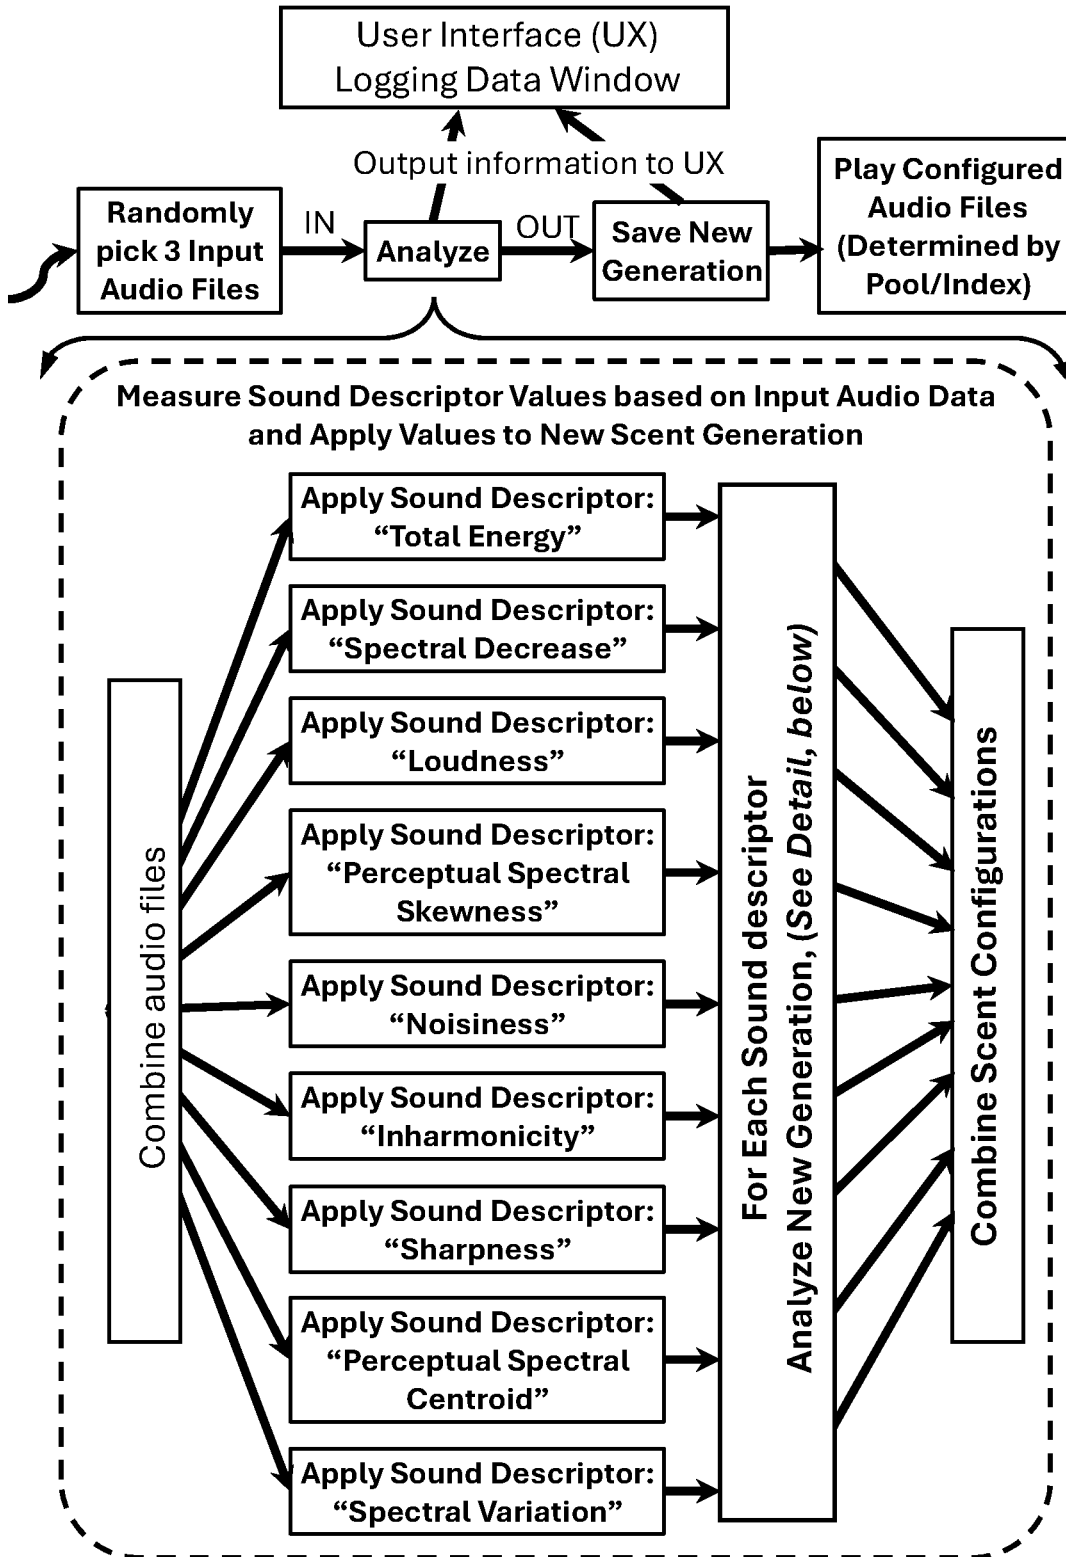 User Interface (UX)
Logging Data Window
Output information to UX
Randomly
pick 3 Input
Audio Files
IN
Analyze
OUT
Save New
Generation
Play Configured
Audio Files
(Determined by
Pool/Index)
Measure Sound Descriptor Values based on Input Audio Data
and Apply Values to New Scent Generation
Combine audio files
Apply Sound Descriptor:
“Total Energy”
Apply Sound Descriptor:
“Spectral Decrease”
Apply Sound Descriptor:
“Loudness”
Apply Sound Descriptor:
“Perceptual Spectral
Skewness”
Apply Sound Descriptor:
“Noisiness”
Apply Sound Descriptor:
“Inharmonicity”
Apply Sound Descriptor:
“Sharpness”
Apply Sound Descriptor:
“Perceptual Spectral
Centroid”
Apply Sound Descriptor:
“Spectral Variation”
For Each Sound descriptor
Analyze New Generation, (See Detail, below)
Combine Scent Configurations